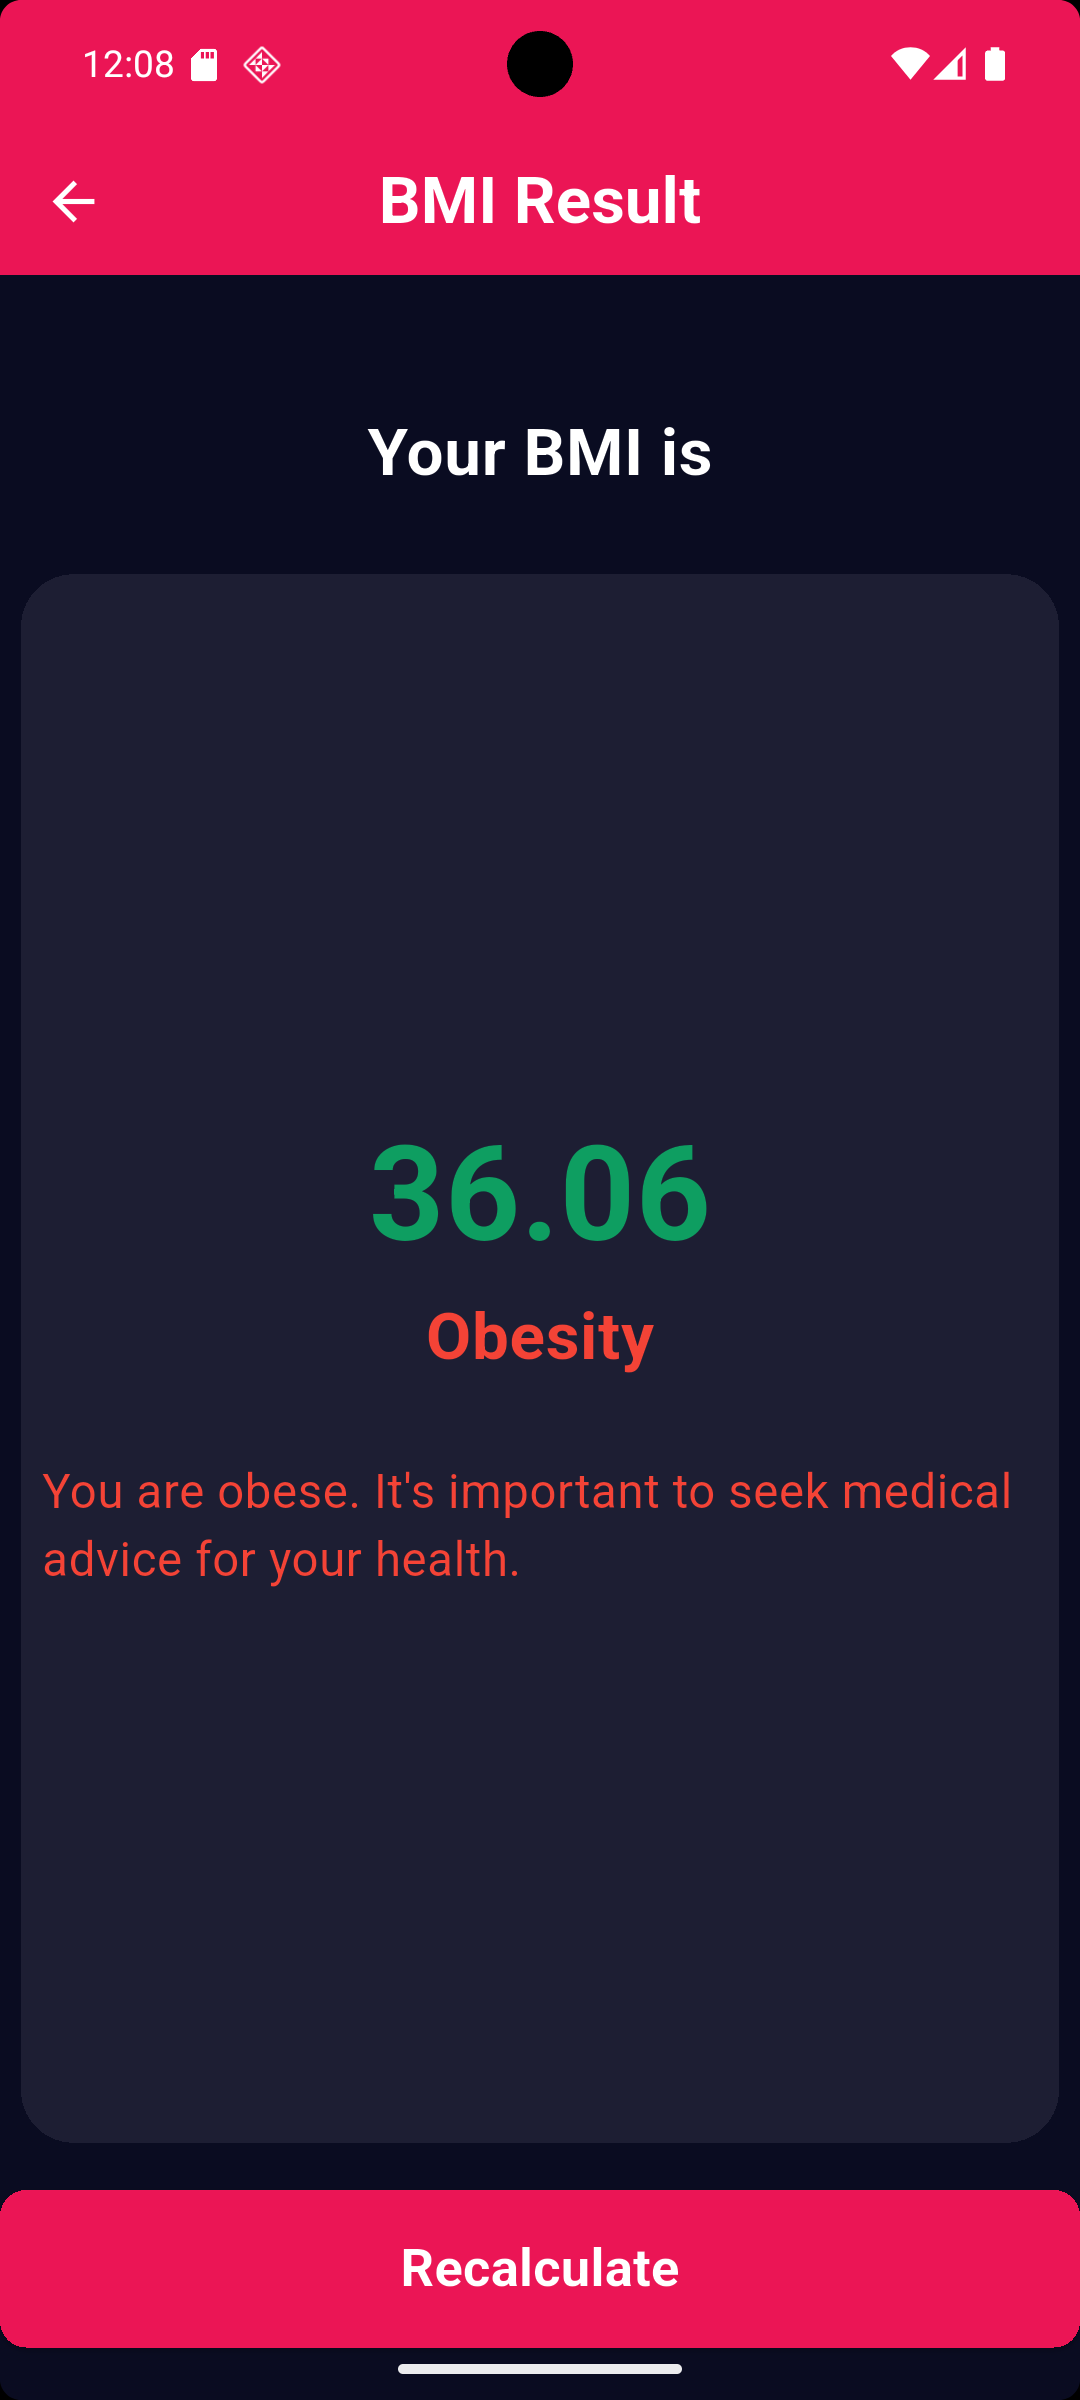 12:08
BMI Result
Your BMI is
36.06
Obesity
You are obese. It's important to seek medical
advice for your health.
Recalculate